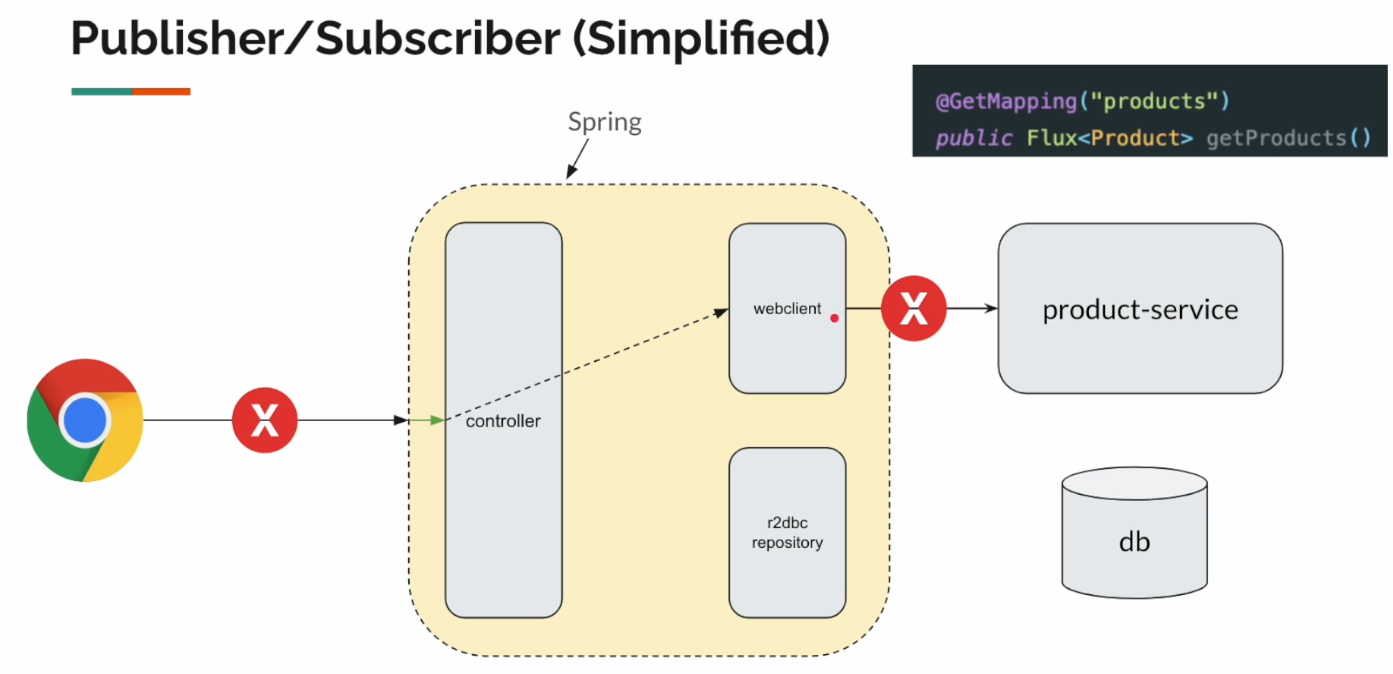 Publisher/Subscriber (Simplified)
@GetMapping("products")
public Flux<Product> getProducts()
Spring
controller
webclient
X
product-service
X
r2dbc
repository
db